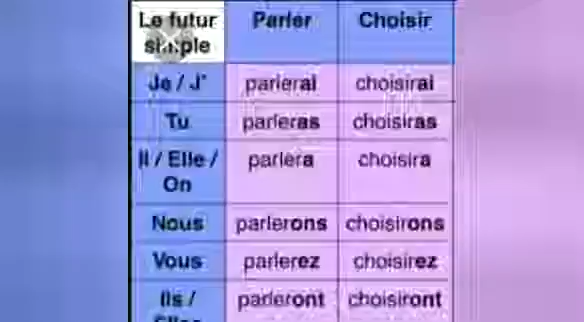 Le futur Parler Choisir
simple
Je / J' parlerai choisirai
Tu parleras choisiras
Il / Elle / parlera choisira
On
Nous parlerons choisirons
Vous parlerez choisirez
Ils / parleront choisiront